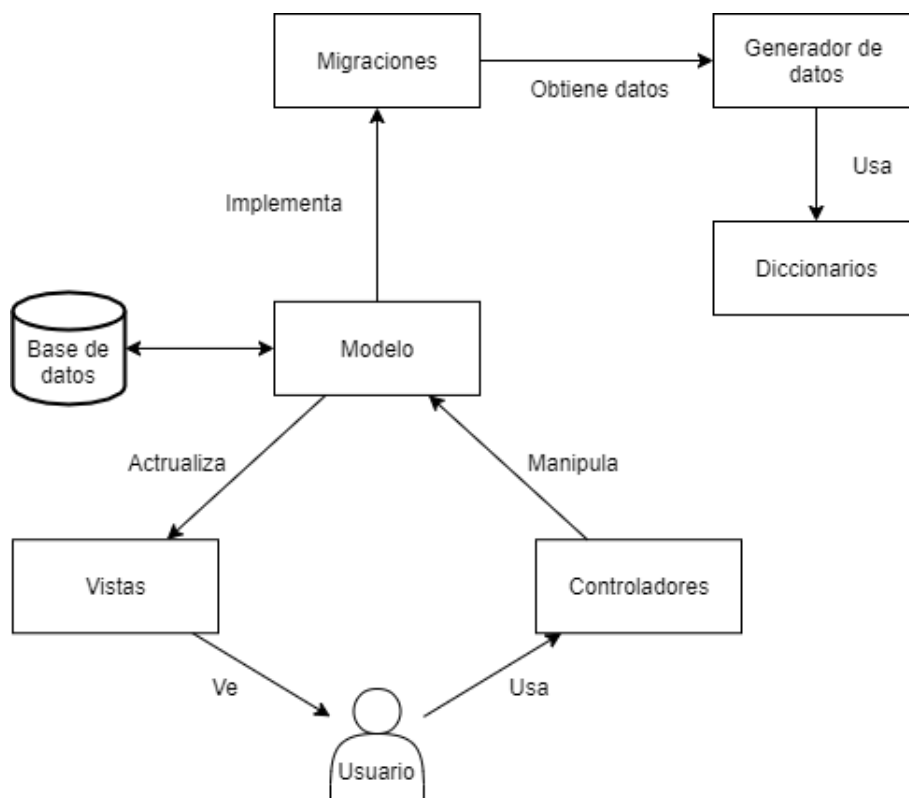 Migraciones
Obtiene datos
Generador de
datos
Usa
Implementa
Diccionarios
Base de
datos
Modelo
Actrualiza
Manipula
Vistas
Controladores
Ve
Usa
Usuario